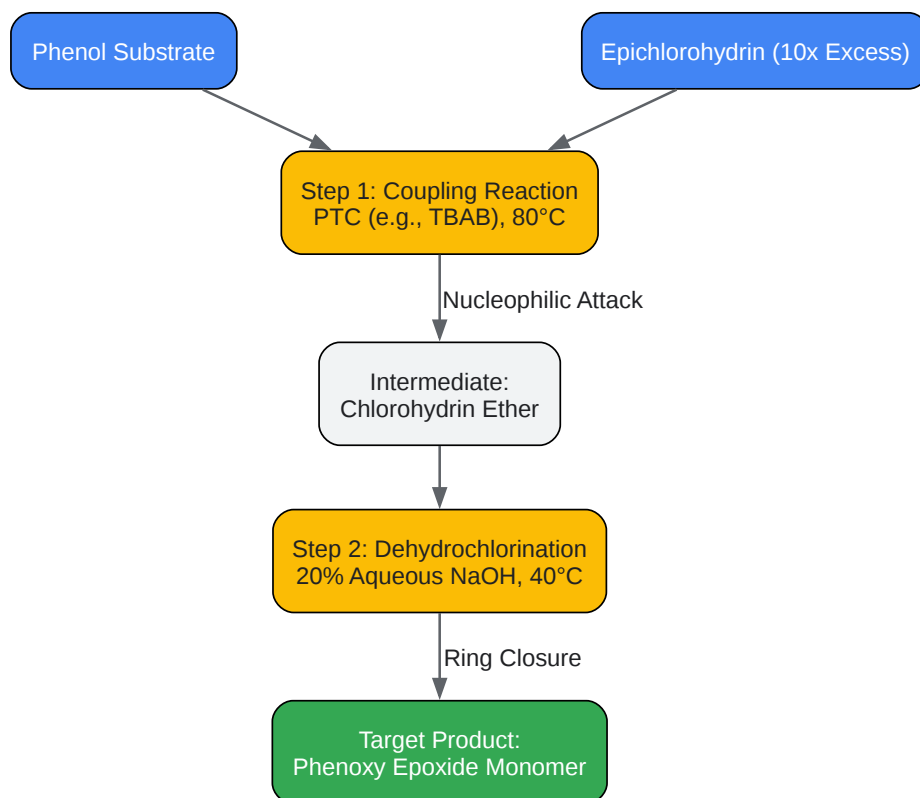 Phenol Substrate
Epichlorohydrin (10x Excess)
Step 1: Coupling Reaction
PTC (e.g., TBAB), 80°C
Nucleophilic Attack
Intermediate:
Chlorohydrin Ether
Step 2: Dehydrochlorination
20% Aqueous NaOH, 40°C
Ring Closure
Target Product:
Phenoxy Epoxide Monomer